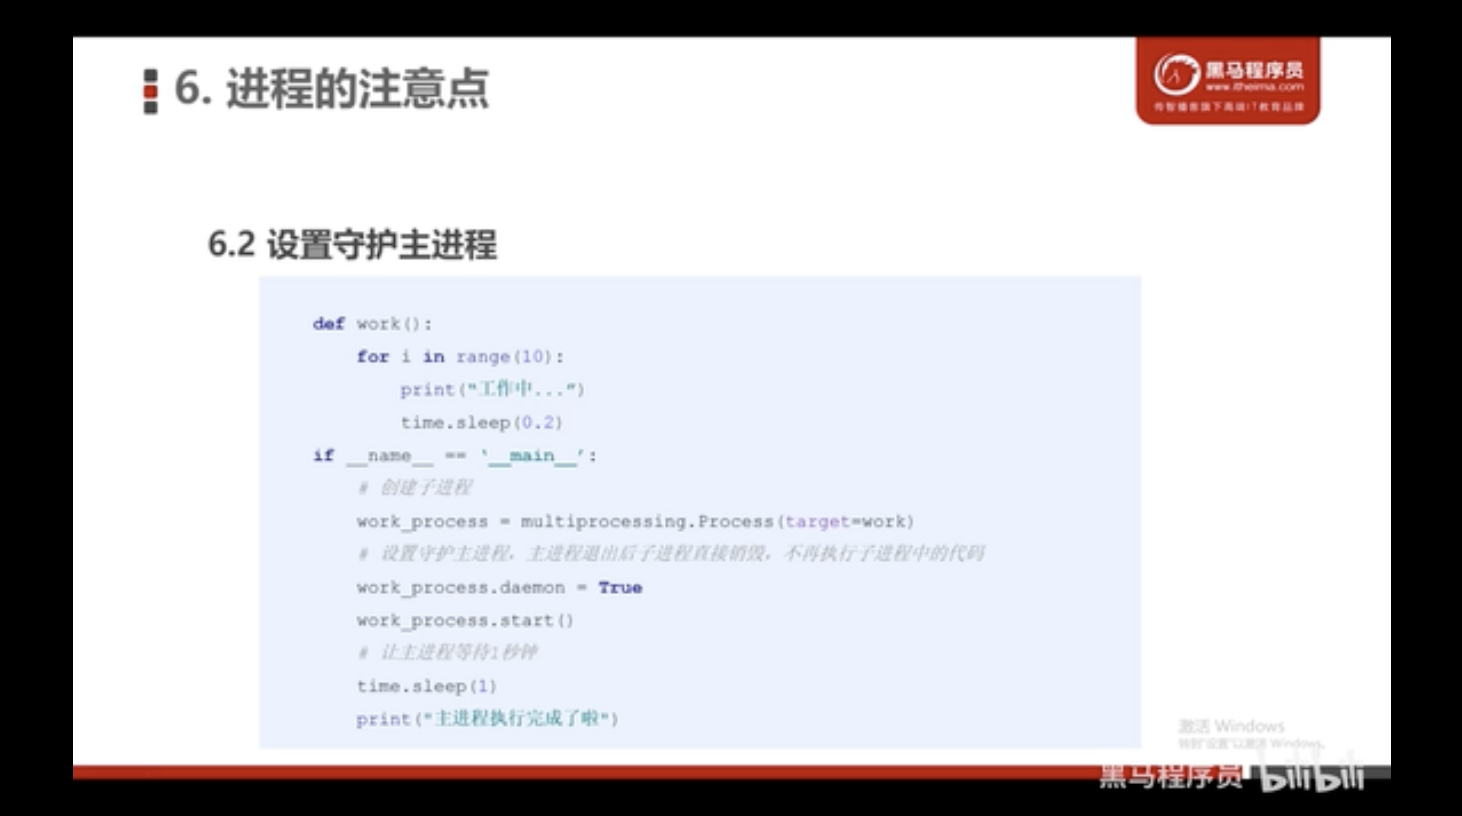 6. 进程的注意点
黑马程序员
www.itheima.com
传智播客旗下高端IT教育品牌
6.2 设置守护主进程
def work():
    for i in range(10):
        print("工作中...")
        time.sleep(0.2)
if __name__ == '__main__':
    # 创建子进程
    work_process = multiprocessing.Process(target=work)
    # 设置守护主进程，主进程退出后子进程直接销毁，不再执行子进程中的代码
    work_process.daemon = True
    work_process.start()
    # 让主进程等待1秒钟
    time.sleep(1)
    print("主进程执行完成了啦")
激活 Windows
转到"设置"以激活 Windows。
黑马程序员 bilibili